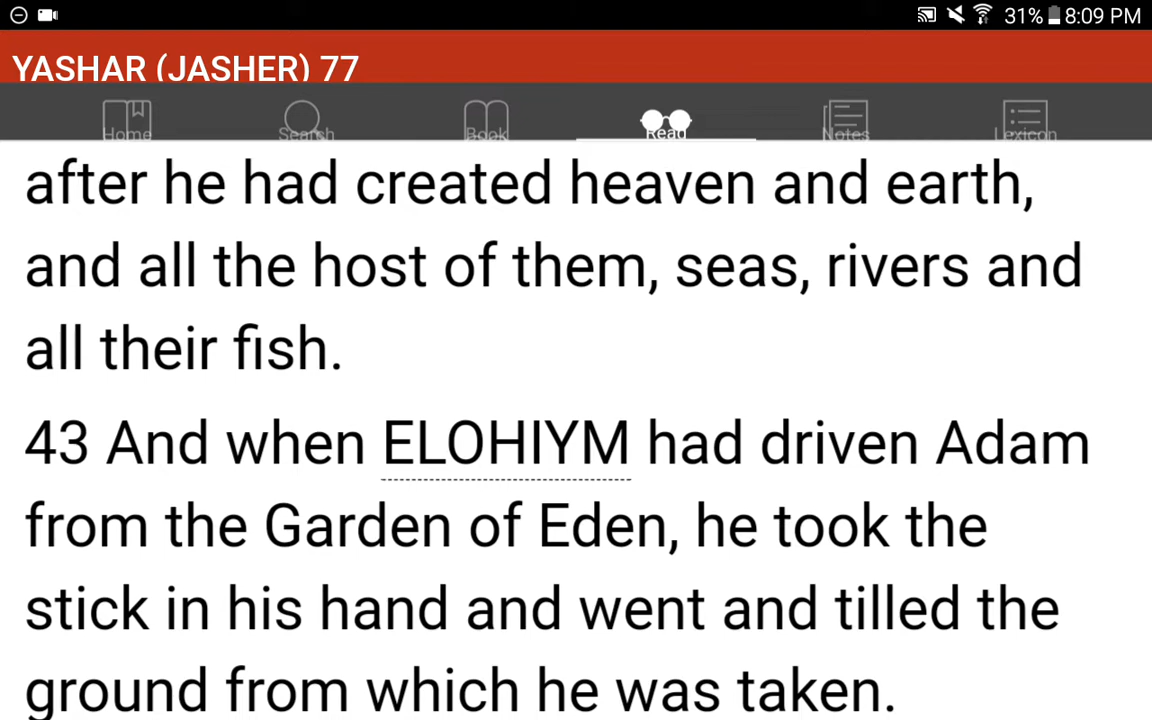 31% 8:09 PM
YASHAR (JASHER) 77
Home Search Book Read Notes Lexicon
after he had created heaven and earth,
and all the host of them, seas, rivers and
all their fish.
43 And when ELOHIYM had driven Adam
from the Garden of Eden, he took the
stick in his hand and went and tilled the
ground from which he was taken.